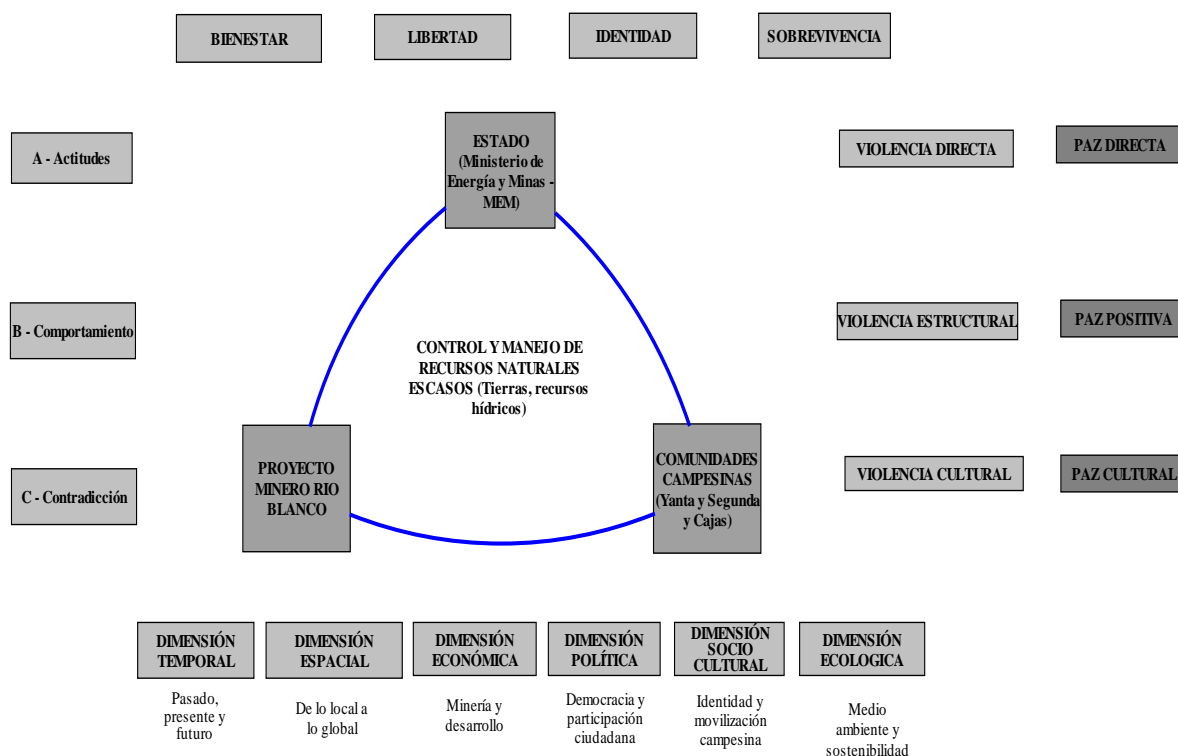 BIENESTAR
LIBERTAD
IDENTIDAD
SOBREVIVENCIA
ESTADO
(Ministerio de
Energía y Minas -
MEM)
A - Actitudes
VIOLENCIA DIRECTA
PAZ DIRECTA
B - Comportamiento
VIOLENCIA ESTRUCTURAL
PAZ POSITIVA
CONTROL Y MANEJO DE
RECURSOS NATURALES
ESCASOS (Tierras, recursos
hídricos)
C - Contradicción
PROYECTO
MINERO RIO
BLANCO
COMUNIDADES
CAMPESINAS
(Yanta y Segunda
y Cajas)
VIOLENCIA CULTURAL
PAZ CULTURAL
DIMENSIÓN
TEMPORAL
Pasado,
presente y
futuro
DIMENSIÓN
ESPACIAL
De lo local a
lo global
DIMENSIÓN
ECONÓMICA
Minería y
desarrollo
DIMENSIÓN
POLÍTICA
Democracia y
participación
ciudadana
DIMENSIÓN
SOCIO
CULTURAL
Identidad y
movilización
campesina
DIMENSIÓN
ECOLOGICA
Medio
ambiente y
sostenibilidad